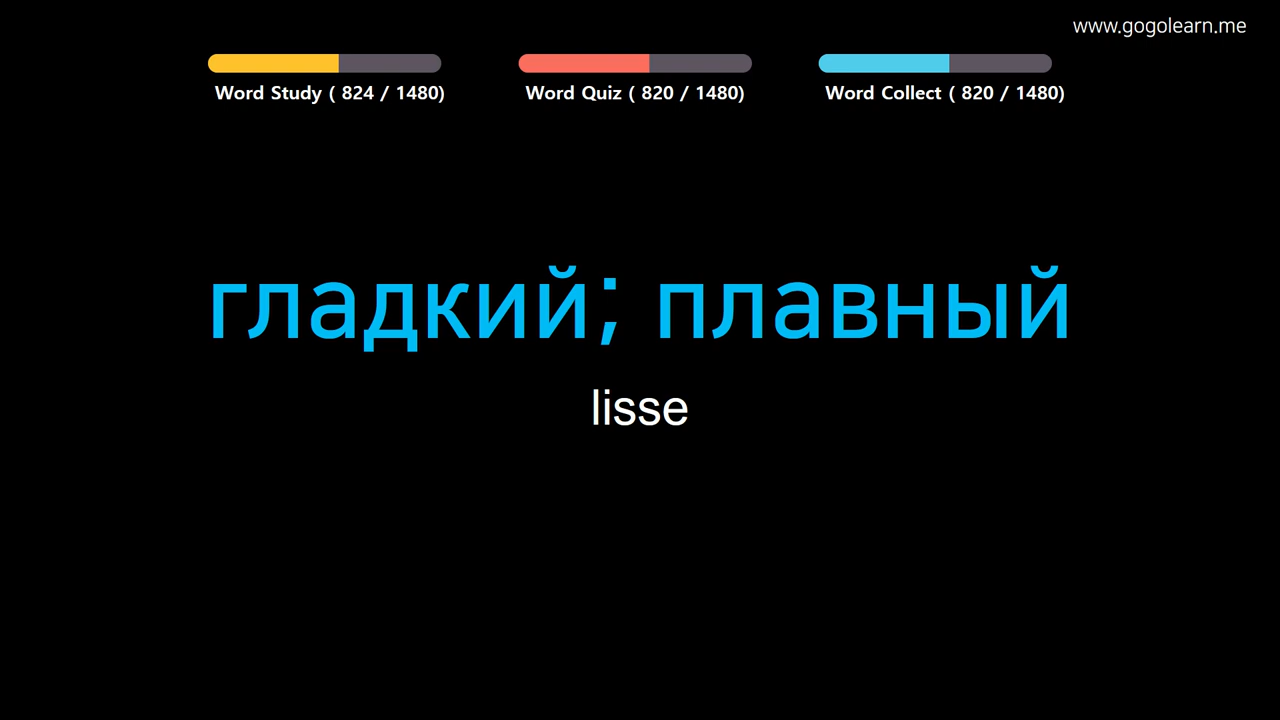 www.gogolearn.me
Word Study ( 824 / 1480)
Word Quiz ( 820 / 1480)
Word Collect ( 820 / 1480)
гладкий; плавный
lisse